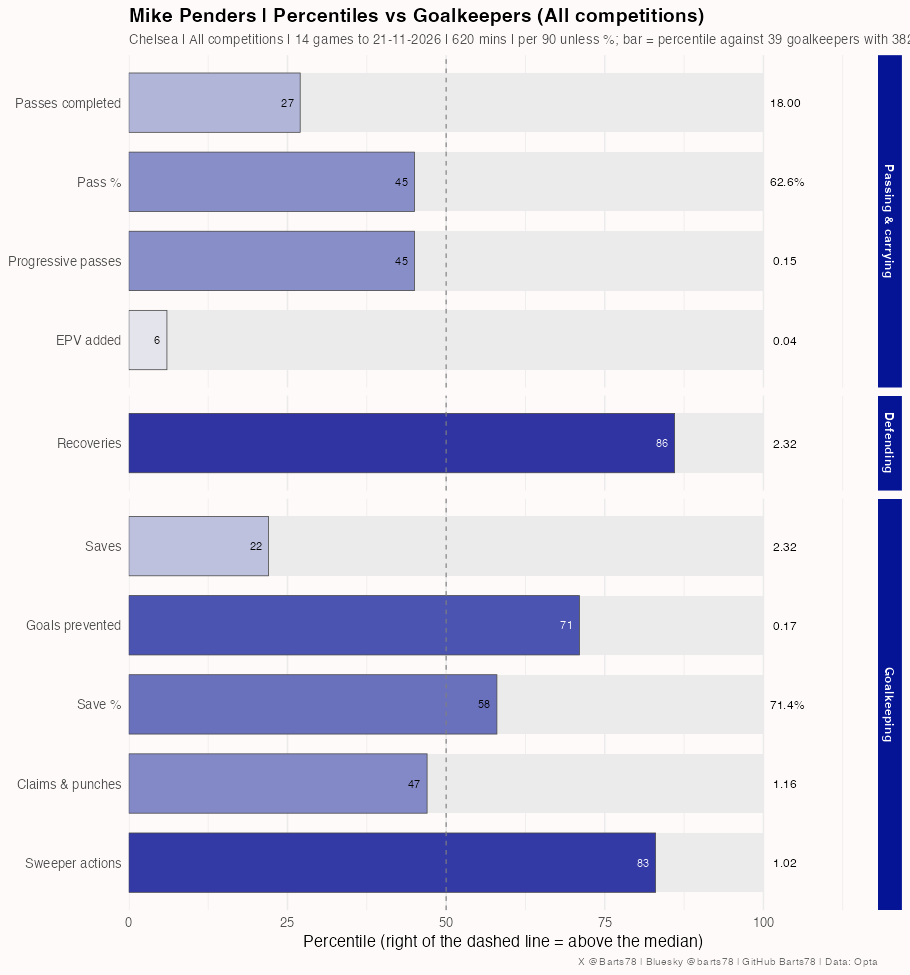 Mike Penders | Percentiles vs Goalkeepers (All competitions)
Chelsea | All competitions | 14 games to 21-11-2026 | 620 mins | per 90 unless %; bar = percentile against 39 goalkeepers with 382
Passes completed 27 18.00
Pass % 45 62.6%
Progressive passes 45 0.15
EPV added 6 0.04
Passing & carrying
Recoveries 86 2.32
Defending
Saves 22 2.32
Goals prevented 71 0.17
Save % 58 71.4%
Claims & punches 47 1.16
Sweeper actions 83 1.02
Goalkeeping
0 25 50 75 100
Percentile (right of the dashed line = above the median)
X @Barts78 | Bluesky @barts78 | GitHub Barts78 | Data: Opta